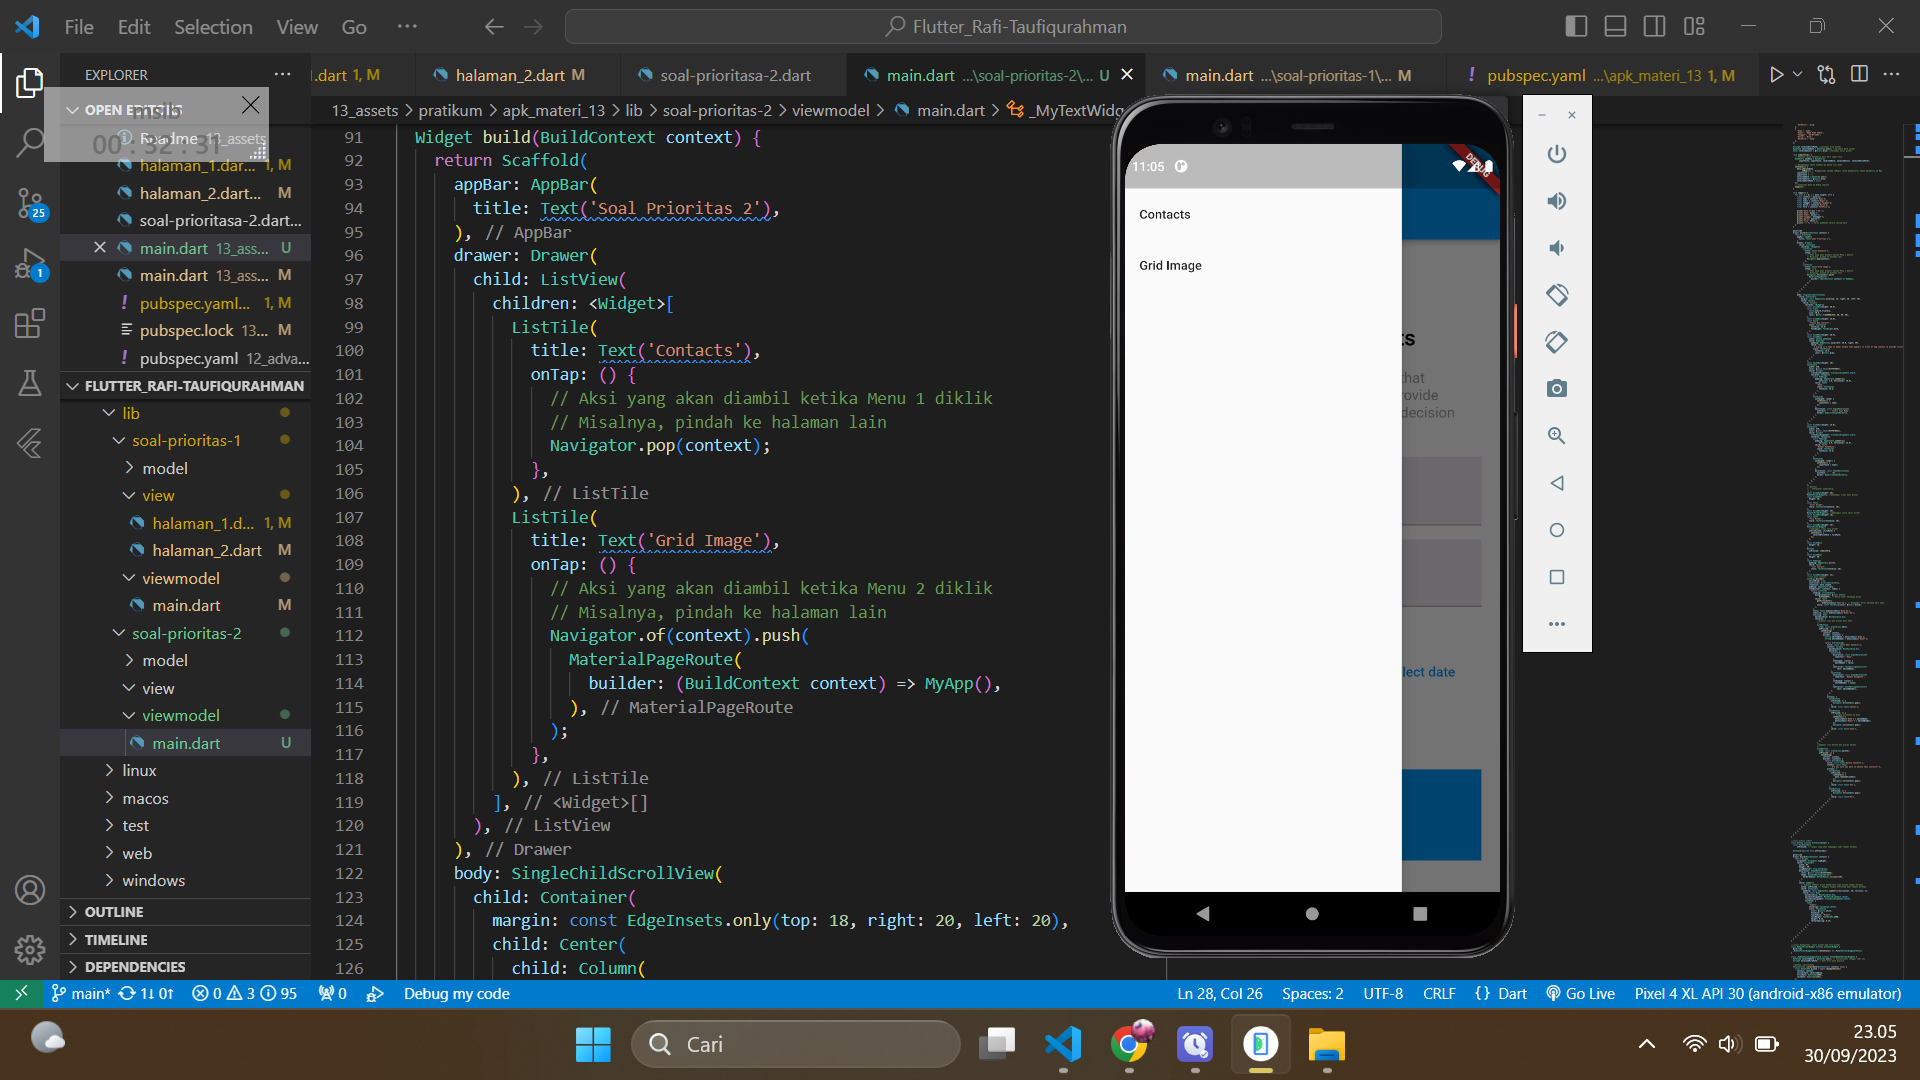 File Edit Selection View Go ··· Flutter_Rafi-Taufiqurahman
EXPLORER ···
OPEN EDIT
mslb
00 : 32 : 31
Readme 13_assets
halaman_1.dar... 1, M
halaman_2.dart... M
soal-prioritasa-2.dart...
main.dart 13_ass... U
main.dart 13_ass... M
! pubspec.yaml... 1, M
pubspec.lock 13... M
! pubspec.yaml 12_adva...
FLUTTER_RAFI-TAUFIQURAHMAN
lib
soal-prioritas-1
model
view
halaman_1.d... 1, M
halaman_2.dart M
viewmodel
main.dart M
soal-prioritas-2
model
view
viewmodel
main.dart U
linux
macos
test
web
windows
OUTLINE
TIMELINE
DEPENDENCIES
25
1
l.dart 1, M halaman_2.dart M soal-prioritasa-2.dart main.dart ...\soal-prioritas-2\... U main.dart ...\soal-prioritas-1\... M ! pubspec.yaml ...\apk_materi_13 1, M
13_assets > pratikum > apk_materi_13 > lib > soal-prioritas-2 > viewmodel > main.dart > _MyTextWidg
91 Widget build(BuildContext context) {
92 return Scaffold(
93 appBar: AppBar(
94 title: Text('Soal Prioritas 2'),
95 ), // AppBar
96 drawer: Drawer(
97 child: ListView(
98 children: <Widget>[
99 ListTile(
100 title: Text('Contacts'),
101 onTap: () {
102 // Aksi yang akan diambil ketika Menu 1 diklik
103 // Misalnya, pindah ke halaman lain
104 Navigator.pop(context);
105 },
106 ), // ListTile
107 ListTile(
108 title: Text('Grid Image'),
109 onTap: () {
110 // Aksi yang akan diambil ketika Menu 2 diklik
111 // Misalnya, pindah ke halaman lain
112 Navigator.of(context).push(
113 MaterialPageRoute(
114 builder: (BuildContext context) => MyApp(),
115 ), // MaterialPageRoute
116 );
117 },
118 ), // ListTile
119 ], // <Widget>[]
120 ), // ListView
121 ), // Drawer
122 body: SingleChildScrollView(
123 child: Container(
124 margin: const EdgeInsets.only(top: 18, right: 20, left: 20),
125 child: Center(
126 child: Column(
11:05
DEBUG
Contacts
Grid Image
ts
that
rovide
decision
lect date
main* 1↓ 0↑ 0 3 95 0 Debug my code Ln 28, Col 26 Spaces: 2 UTF-8 CRLF {} Dart Go Live Pixel 4 XL API 30 (android-x86 emulator)
Cari
23.05
30/09/2023